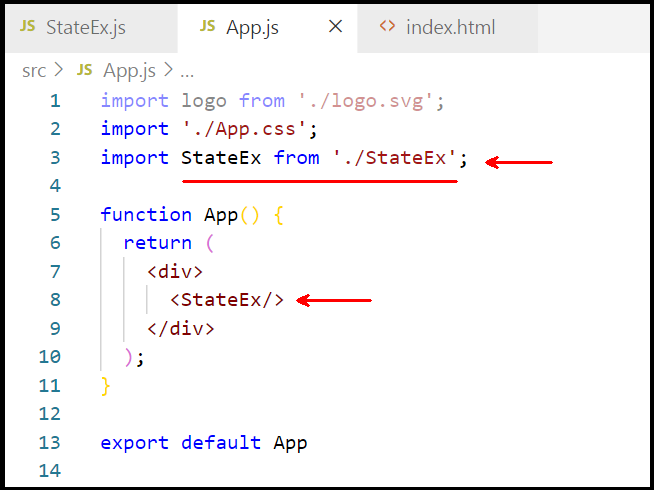 JS StateEx.js JS App.js × <> index.html
src > JS App.js > ...
1 import logo from './logo.svg';
2 import './App.css';
3 import StateEx from './StateEx';
4
5 function App() {
6 return (
7 <div>
8 <StateEx/>
9 </div>
10 );
11 }
12
13 export default App
14